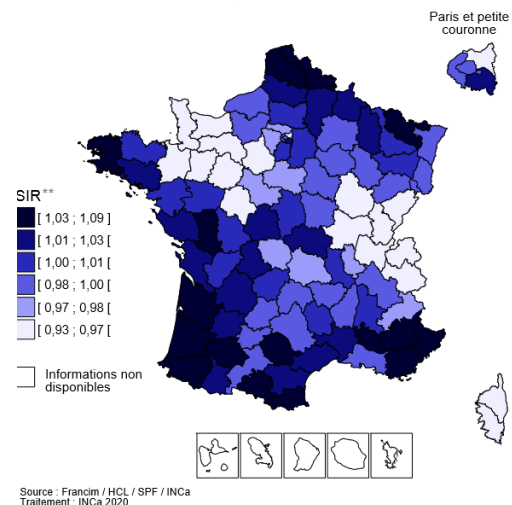 Paris et petite
couronne
SIR**
[ 1,03 ; 1,09 ]
[ 1,01 ; 1,03 [
[ 1,00 ; 1,01 [
[ 0,98 ; 1,00 [
[ 0,97 ; 0,98 [
[ 0,93 ; 0,97 [
Informations non
disponibles
Source : Francim / HCL / SPF / INCa
Traitement : INCa 2020